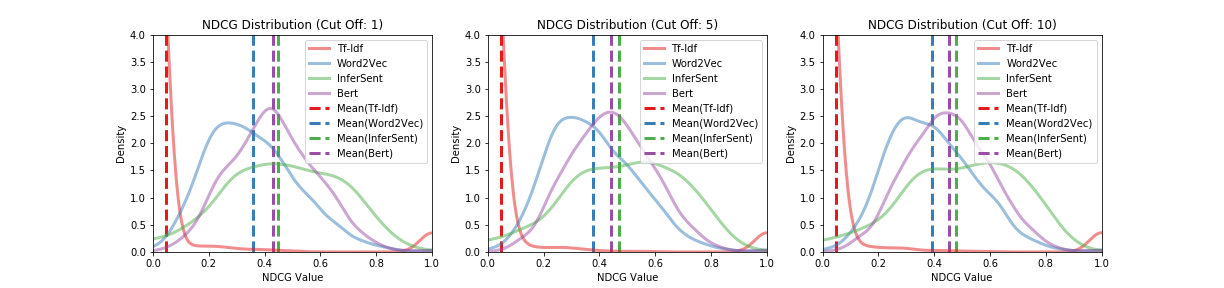 NDCG Distribution (Cut Off: 1)
4.0
3.5
3.0
2.5
2.0
1.5
1.0
0.5
0.0
Density
0.0 0.2 0.4 0.6 0.8 1.0
NDCG Value
Tf-Idf
Word2Vec
InferSent
Bert
Mean(Tf-Idf)
Mean(Word2Vec)
Mean(InferSent)
Mean(Bert)
NDCG Distribution (Cut Off: 5)
4.0
3.5
3.0
2.5
2.0
1.5
1.0
0.5
0.0
Density
0.0 0.2 0.4 0.6 0.8 1.0
NDCG Value
Tf-Idf
Word2Vec
InferSent
Bert
Mean(Tf-Idf)
Mean(Word2Vec)
Mean(InferSent)
Mean(Bert)
NDCG Distribution (Cut Off: 10)
4.0
3.5
3.0
2.5
2.0
1.5
1.0
0.5
0.0
Density
0.0 0.2 0.4 0.6 0.8 1.0
NDCG Value
Tf-Idf
Word2Vec
InferSent
Bert
Mean(Tf-Idf)
Mean(Word2Vec)
Mean(InferSent)
Mean(Bert)